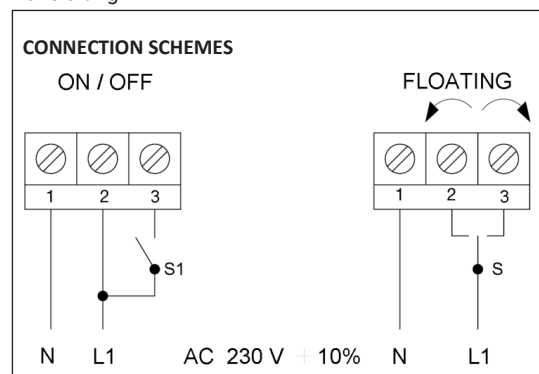 CONNECTION SCHEMES
ON / OFF
FLOATING
1 2 3
1 2 3
S1
S
N L1 AC 230 V + 10% N L1